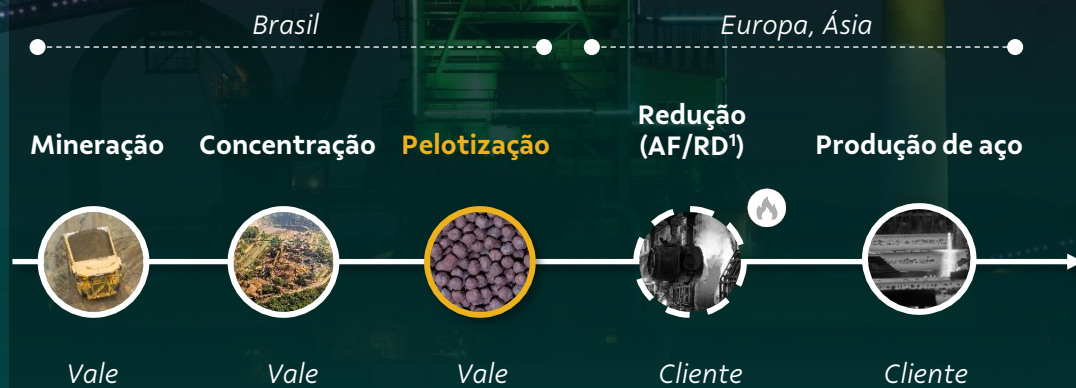 Brasil
Europa, Ásia
Mineração
Concentração
Pelotização
Redução
(AF/RD¹)
Produção de aço
Vale
Vale
Vale
Cliente
Cliente